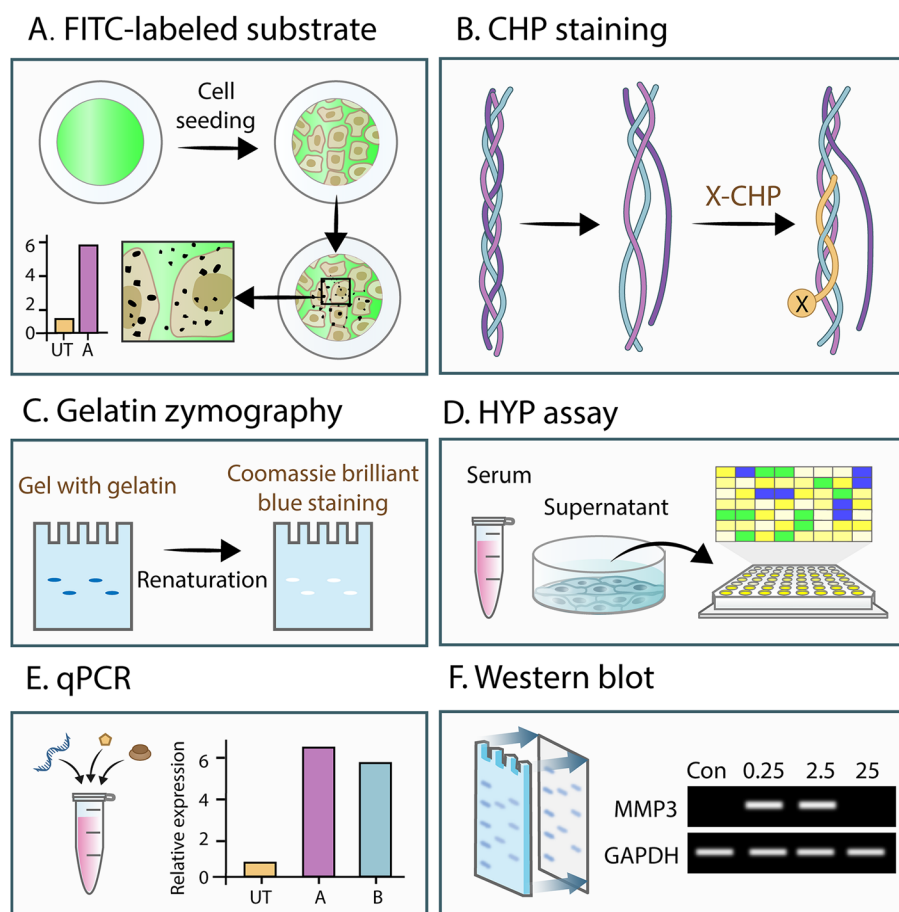 A. FITC-labeled substrate
Cell
seeding
6
4
2
0
UT A
B. CHP staining
X-CHP
X
C. Gelatin zymography
Gel with gelatin
Coomassie brilliant
blue staining
Renaturation
D. HYP assay
Serum
Supernatant
E. qPCR
Relative expression
6
4
2
0
UT A B
F. Western blot
Con 0.25 2.5 25
MMP3
GAPDH